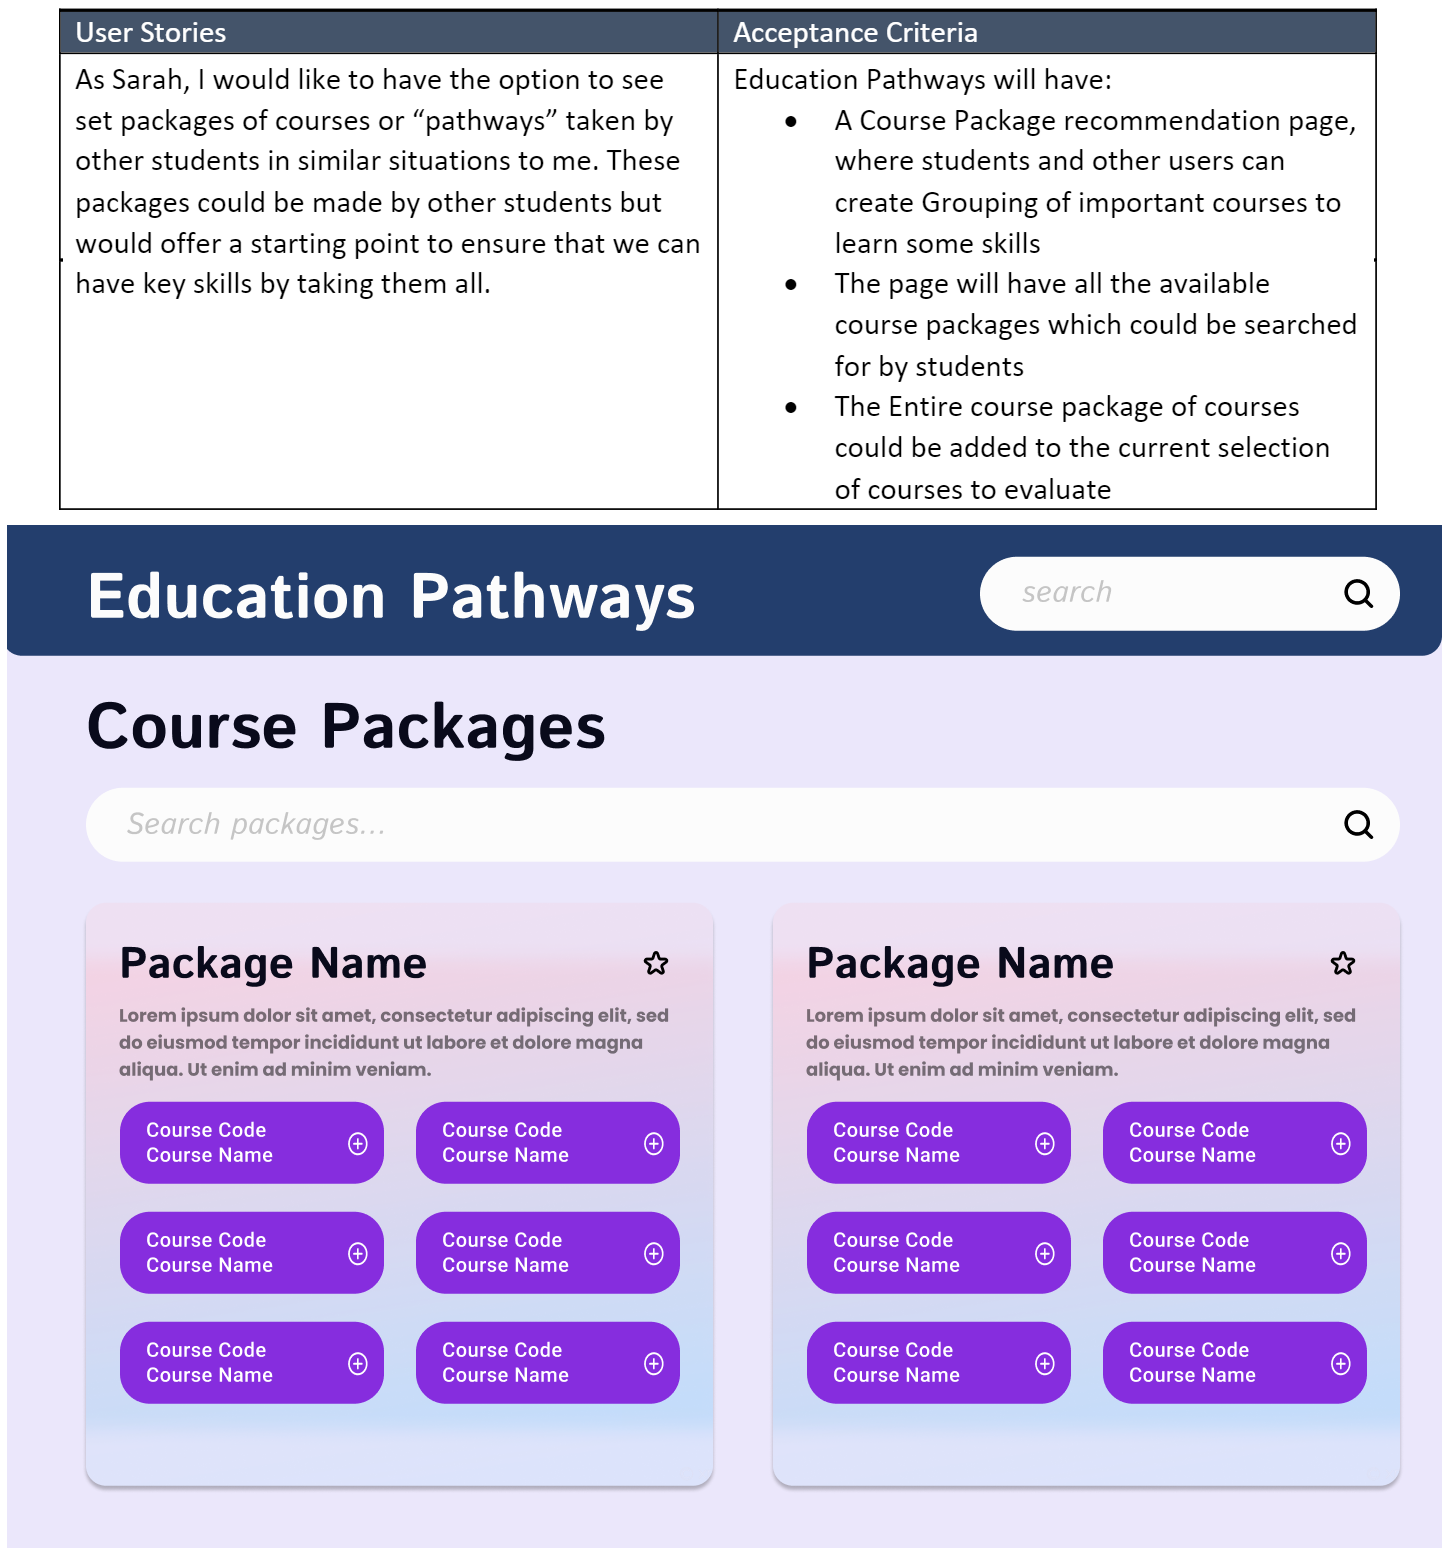 User Stories
Acceptance Criteria
As Sarah, I would like to have the option to see
set packages of courses or “pathways” taken by
other students in similar situations to me. These
packages could be made by other students but
would offer a starting point to ensure that we can
have key skills by taking them all.
Education Pathways will have:
• A Course Package recommendation page,
where students and other users can
create Grouping of important courses to
learn some skills
• The page will have all the available
course packages which could be searched
for by students
• The Entire course package of courses
could be added to the current selection
of courses to evaluate
Education Pathways
search
Course Packages
Search packages...
Package Name
Lorem ipsum dolor sit amet, consectetur adipiscing elit, sed
do eiusmod tempor incididunt ut labore et dolore magna
aliqua. Ut enim ad minim veniam.
Course Code
Course Name
Course Code
Course Name
Course Code
Course Name
Course Code
Course Name
Course Code
Course Name
Course Code
Course Name
Package Name
Lorem ipsum dolor sit amet, consectetur adipiscing elit, sed
do eiusmod tempor incididunt ut labore et dolore magna
aliqua. Ut enim ad minim veniam.
Course Code
Course Name
Course Code
Course Name
Course Code
Course Name
Course Code
Course Name
Course Code
Course Name
Course Code
Course Name